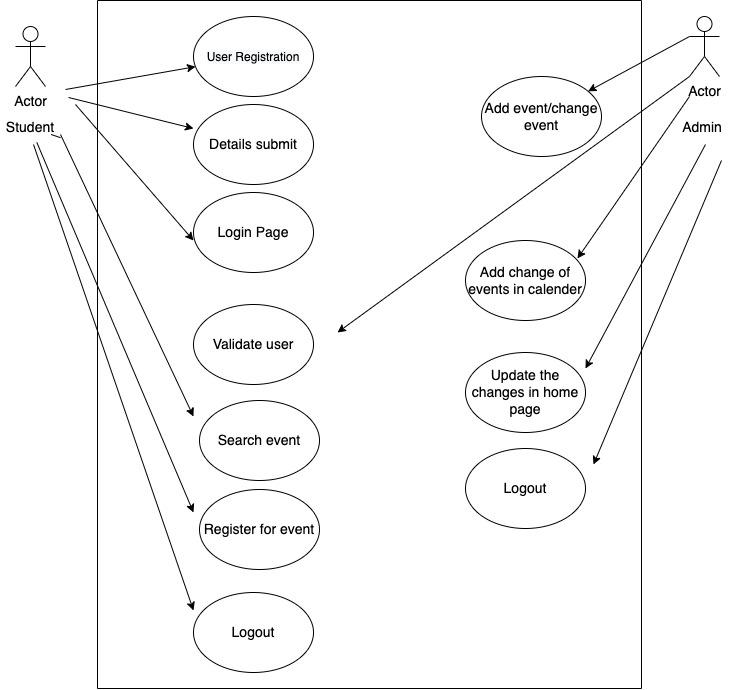 Actor
Student
User Registration
Details submit
Login Page
Validate user
Search event
Register for event
Logout
Add event/change
event
Add change of
events in calender
Update the
changes in home
page
Logout
Actor
Admin